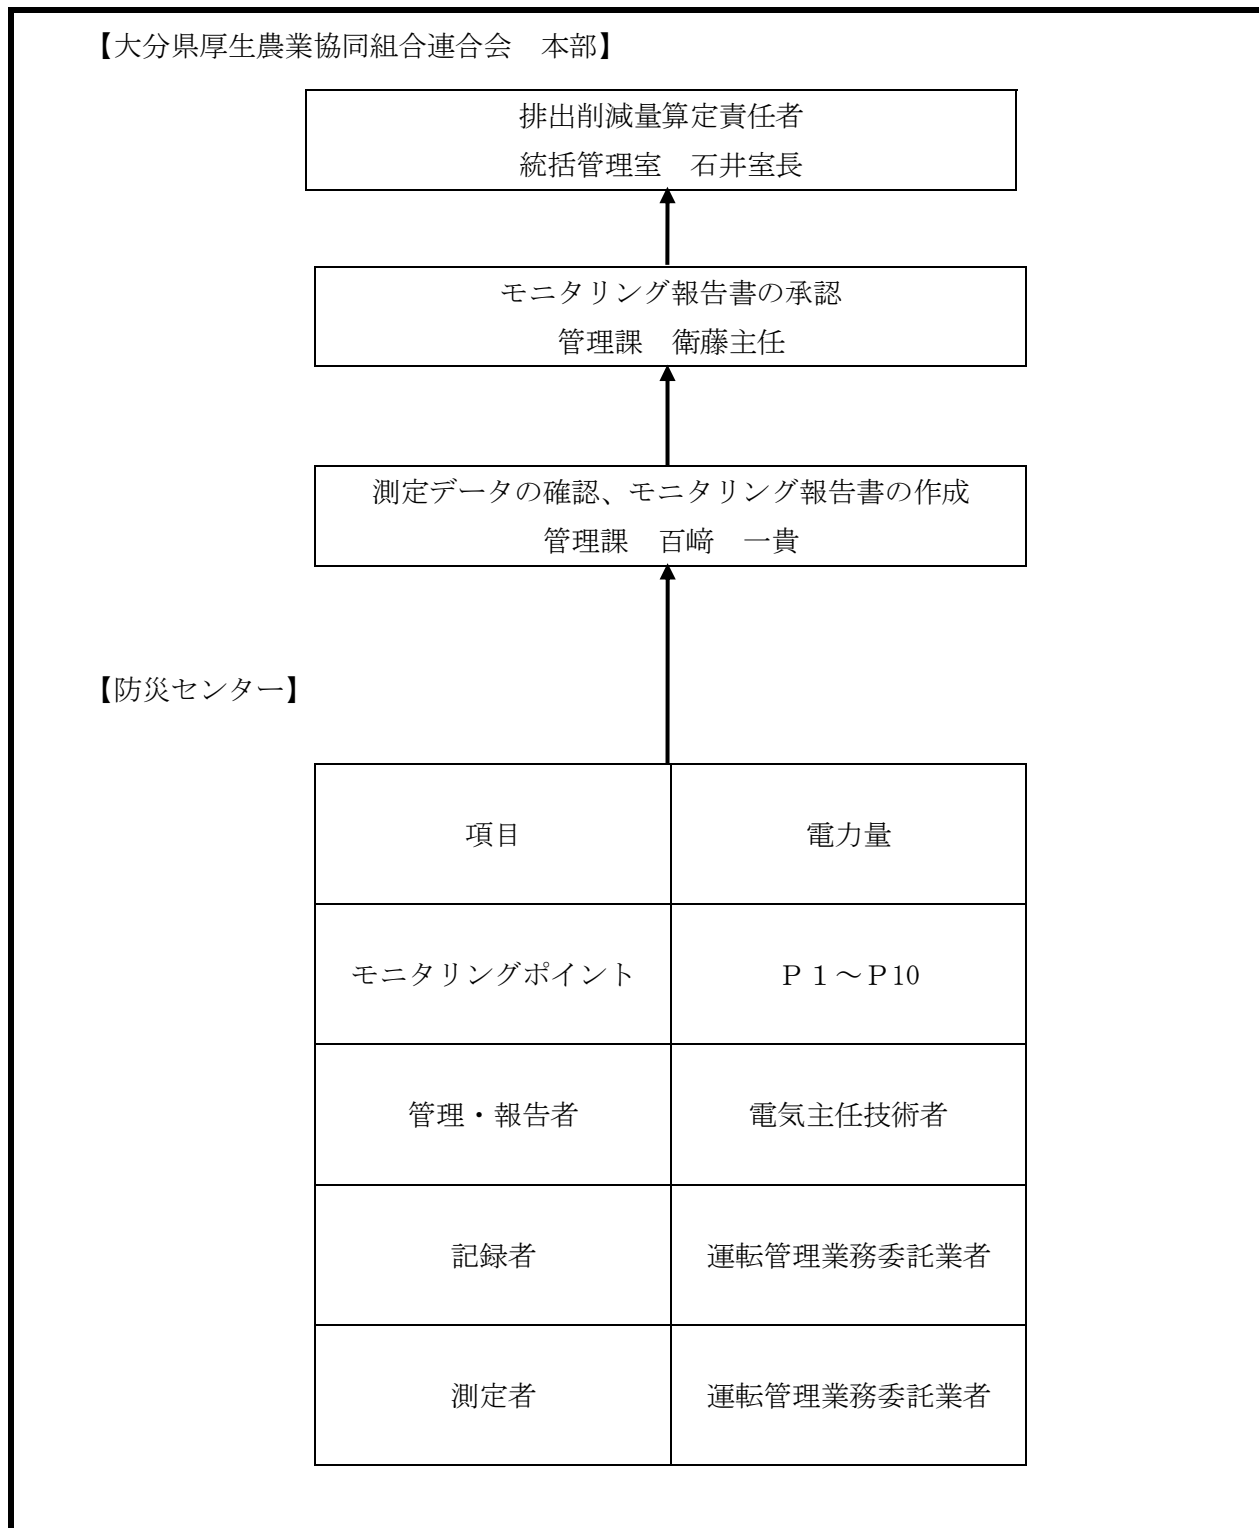 【大分県厚生農業協同組合連合会　本部】
排出削減量算定責任者
統括管理室　石井室長
モニタリング報告書の承認
管理課　衛藤主任
測定データの確認、モニタリング報告書の作成
管理課　百﨑　一貴
【防災センター】
項目
電力量
モニタリングポイント
Ｐ１～Ｐ10
管理・報告者
電気主任技術者
記録者
運転管理業務委託業者
測定者
運転管理業務委託業者